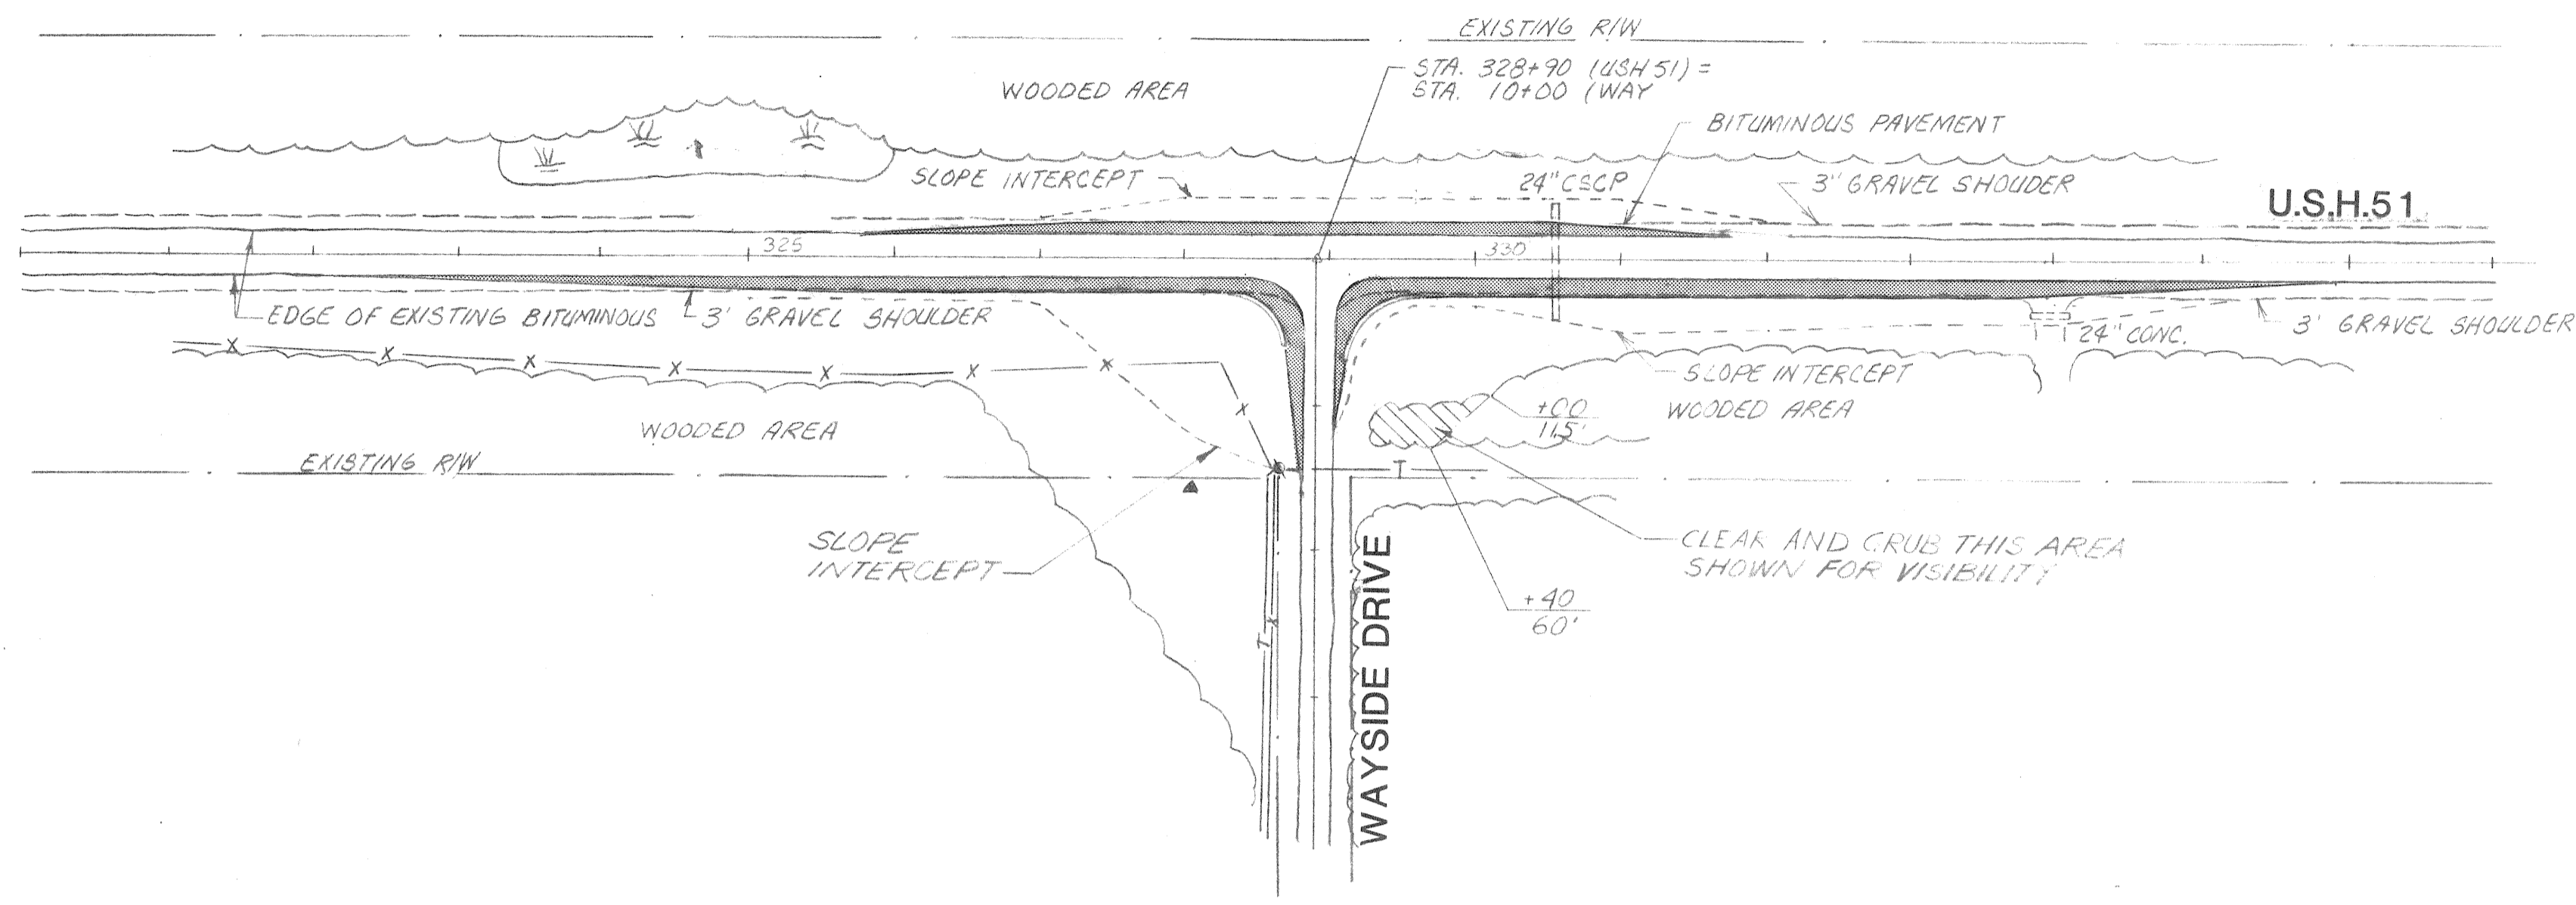 EXISTING R/W
STA. 328+90 (USH 51) =
STA. 10+00 (WAY
WOODED AREA
BITUMINOUS PAVEMENT
SLOPE INTERCEPT
24" CSCP
3" GRAVEL SHOUDER
U.S.H.51
325
330
EDGE OF EXISTING BITUMINOUS
3' GRAVEL SHOULDER
3' GRAVEL SHOULDER
24" CONC.
X
X
X
X
X
X
X
X
SLOPE INTERCEPT
+00
115'
WOODED AREA
WOODED AREA
EXISTING R/W
T
SLOPE
INTERCEPT
CLEAR AND GRUB THIS AREA
SHOWN FOR VISIBILITY
+40
60'
X
T
WAYSIDE DRIVE